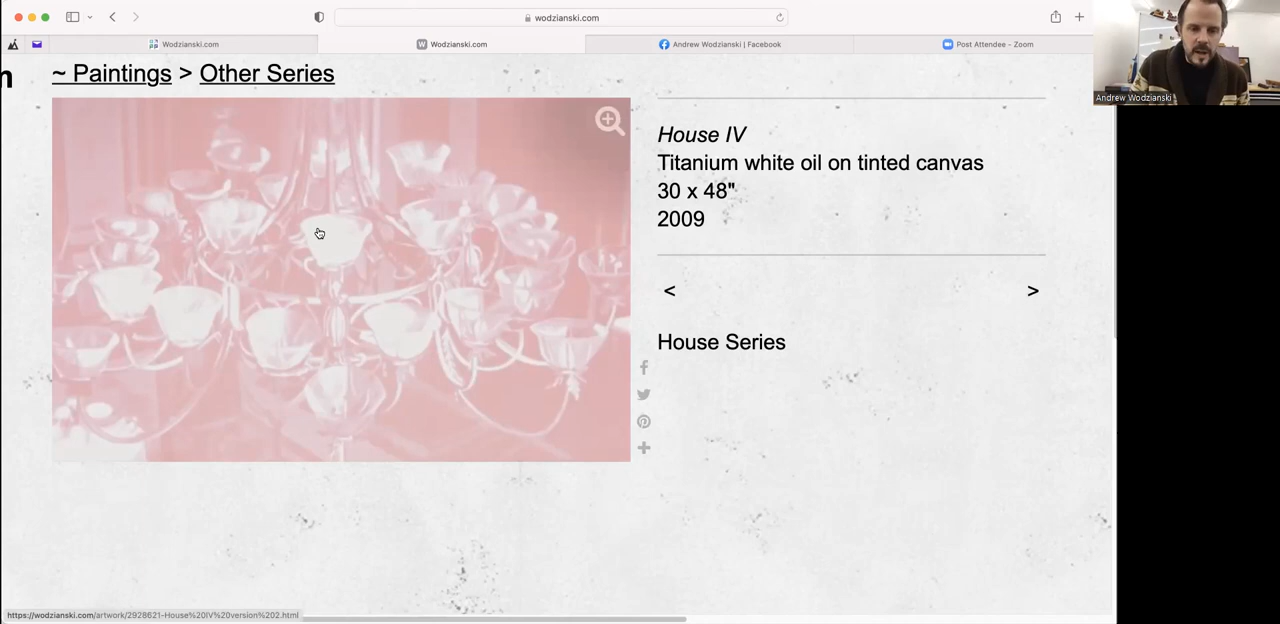 wodzianski.com
Wodzianski.com
W Wodzianski.com
Andrew Wodzianski | Facebook
Post Attendee - Zoom
Andrew Wodzianski
n
~ Paintings > Other Series
House IV
Titanium white oil on tinted canvas
30 x 48"
2009
< >
House Series
https://wodzianski.com/artwork/2928621-House%20IV%20version%202.html